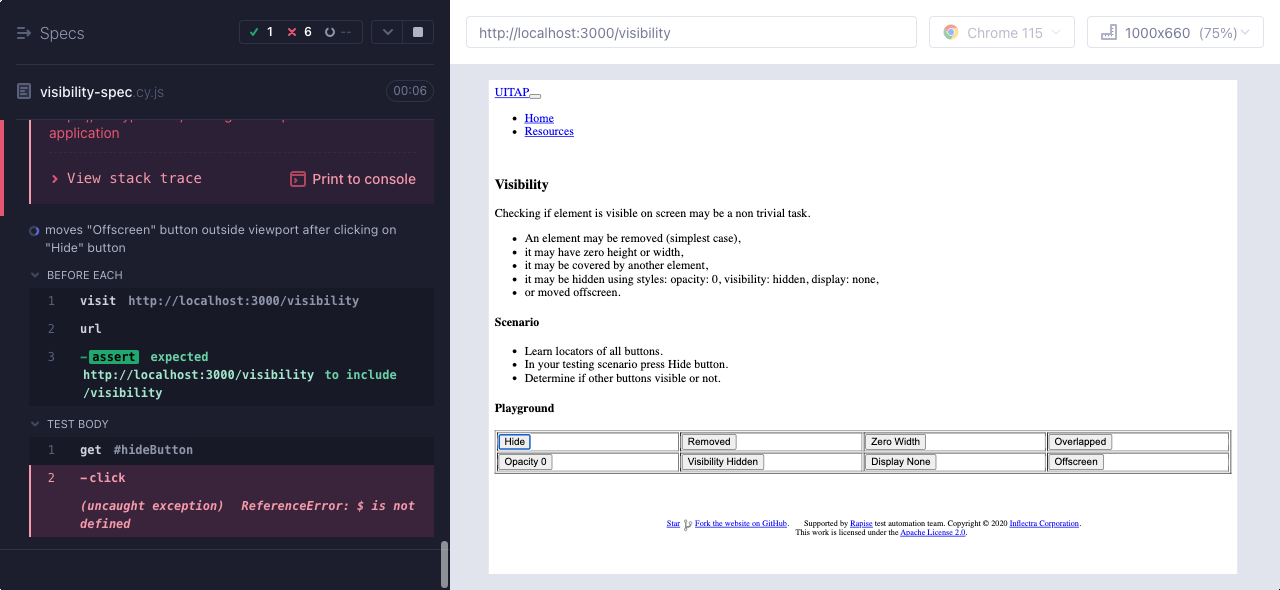 Specs
1
6
--
visibility-spec.cy.js
00:06
application
View stack trace
Print to console
moves "Offscreen" button outside viewport after clicking on
"Hide" button
BEFORE EACH
1 visit http://localhost:3000/visibility
2 url
3 -assert expected
http://localhost:3000/visibility to include
/visibility
TEST BODY
1 get #hideButton
2 -click
(uncaught exception) ReferenceError: $ is not
defined
http://localhost:3000/visibility
Chrome 115
1000x660 (75%)
UITAP
Home
Resources
Visibility
Checking if element is visible on screen may be a non trivial task.
An element may be removed (simplest case),
it may have zero height or width,
it may be covered by another element,
it may be hidden using styles: opacity: 0, visibility: hidden, display: none,
or moved offscreen.
Scenario
Learn locators of all buttons.
In your testing scenario press Hide button.
Determine if other buttons visible or not.
Playground
Hide Removed Zero Width Overlapped
Opacity 0 Visibility Hidden Display None Offscreen
Star Fork the website on GitHub. Supported by Rapise test automation team. Copyright © 2020 Inflectra Corporation.
This work is licensed under the Apache License 2.0.